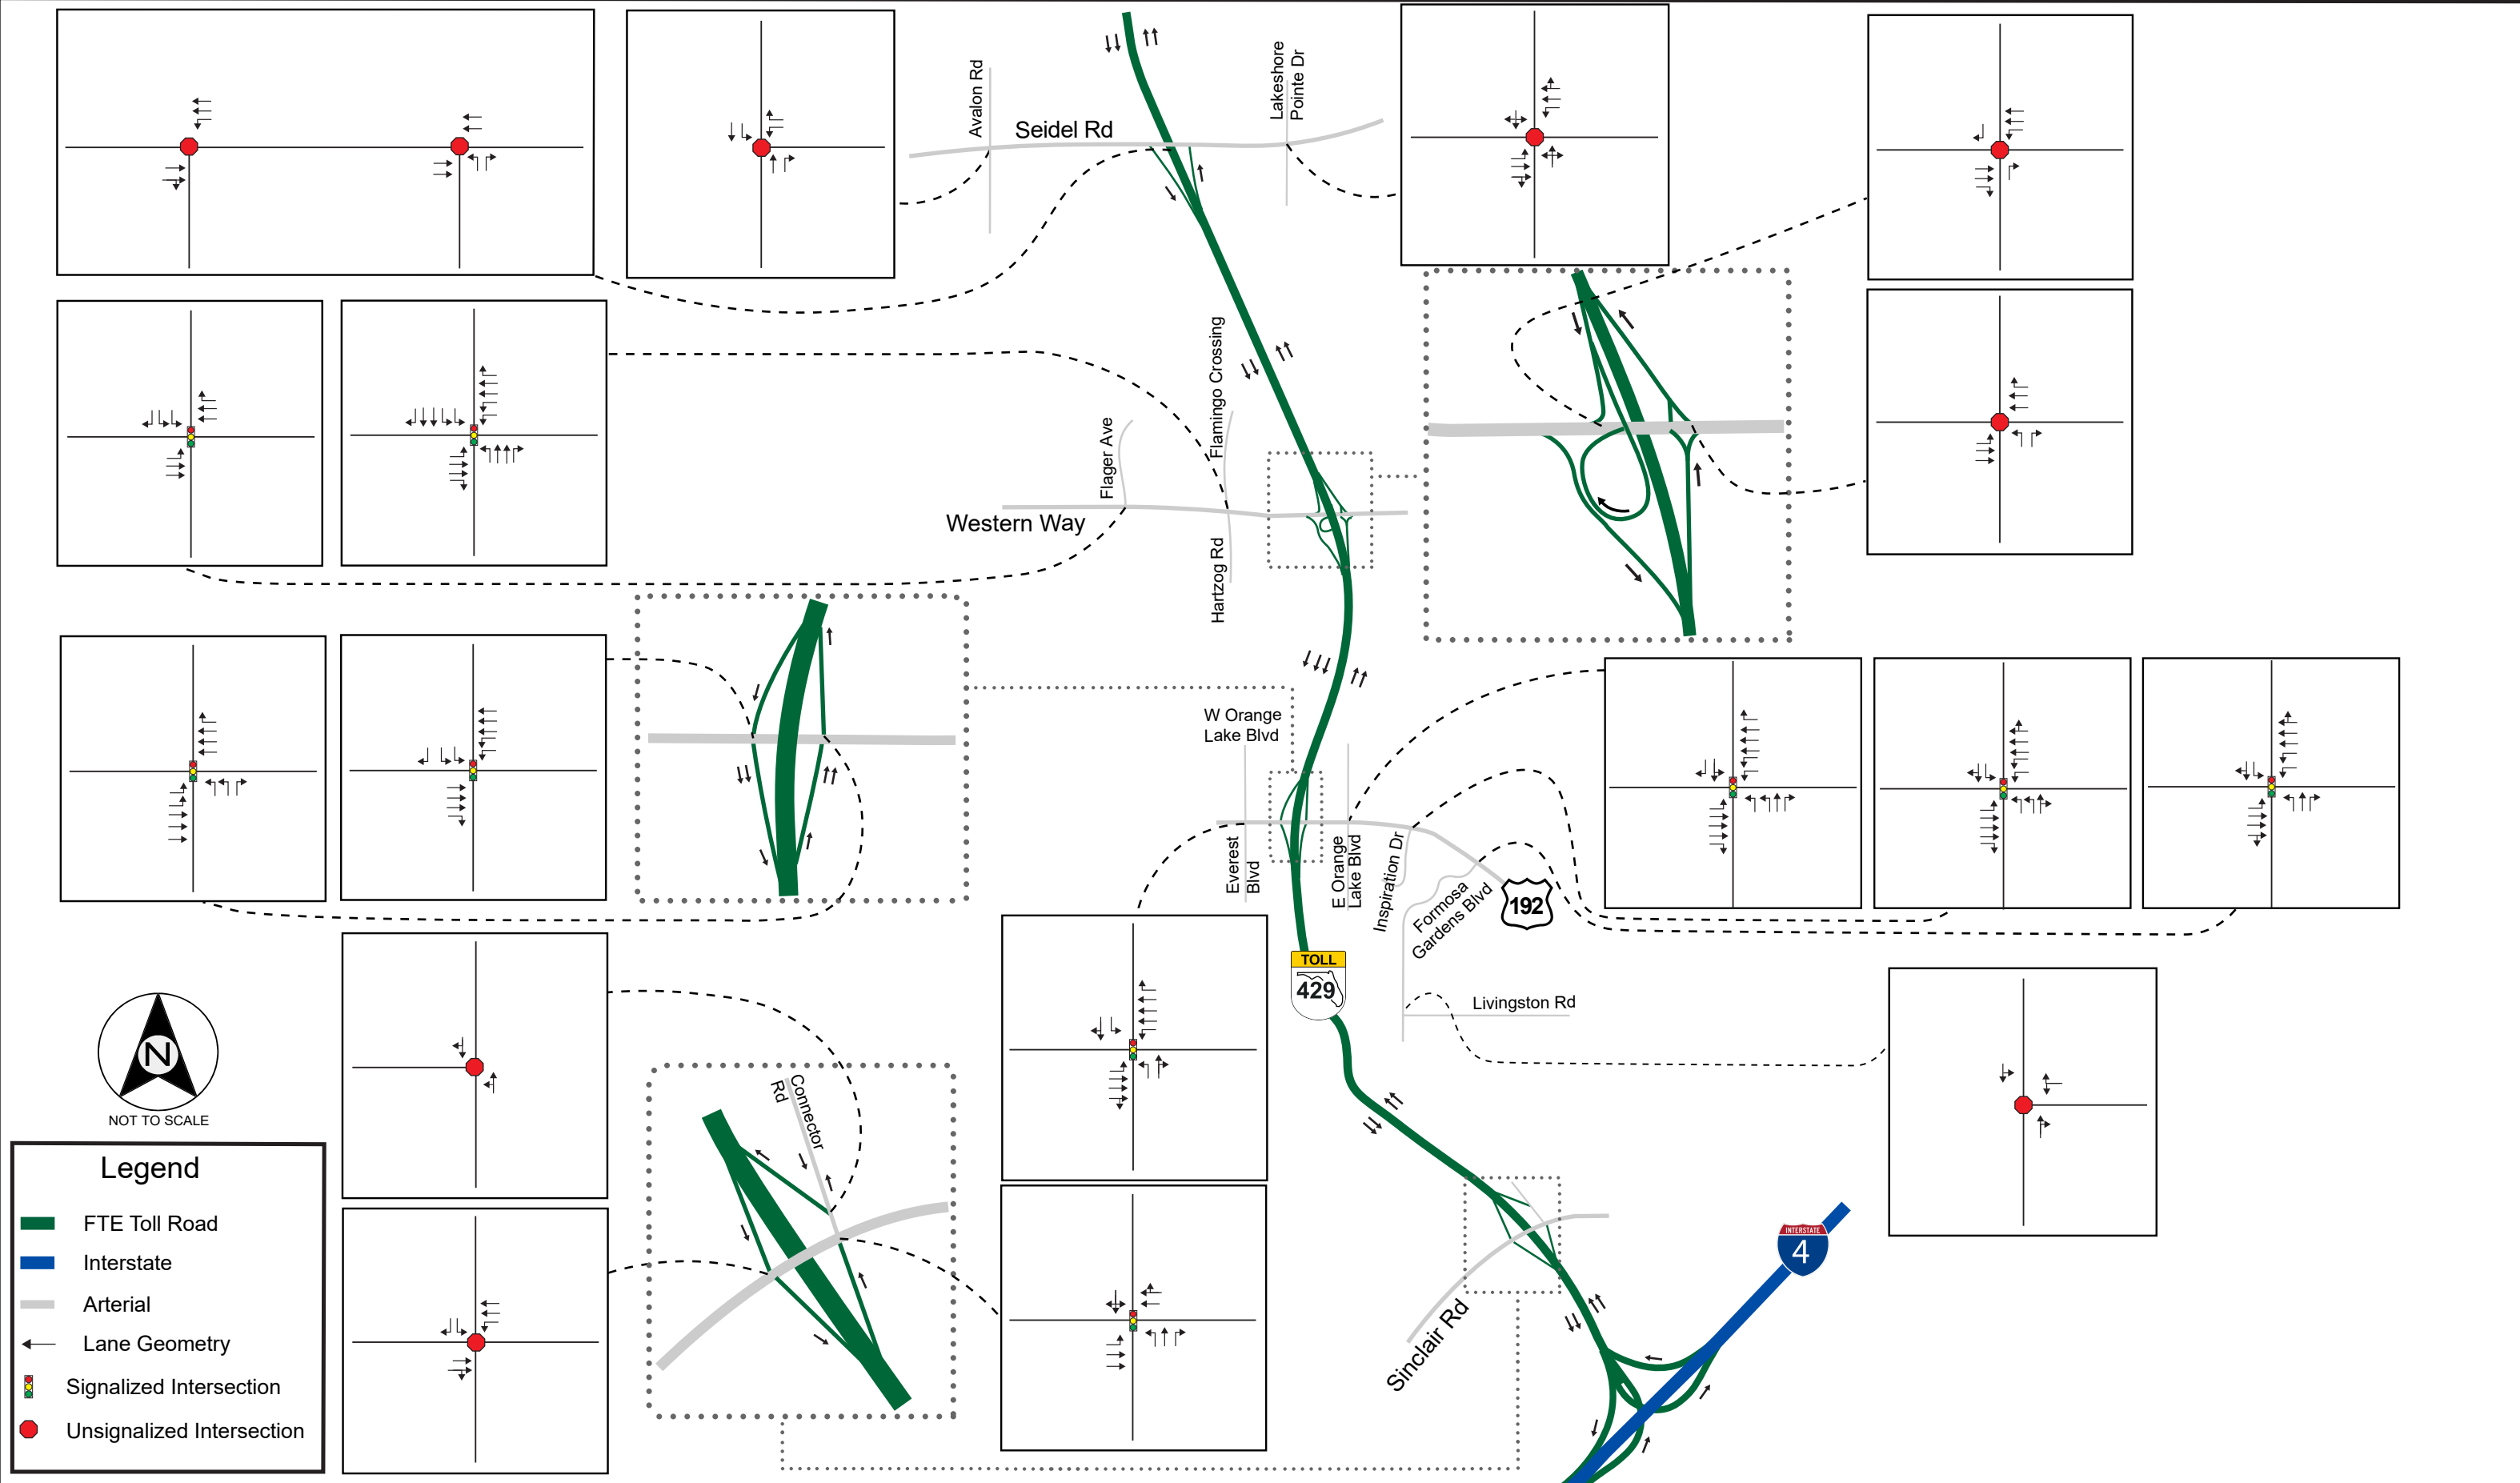 Avalon Rd
Seidel Rd
Lakeshore
Pointe Dr
Flager Ave
Flamingo Crossing
Western Way
Hartzog Rd
W Orange
Lake Blvd
Everest
Blvd
E Orange
Lake Blvd
Inspiration Dr
Formosa
Gardens Blvd
192
TOLL
429
Livingston Rd
Connector
Rd
Sinclair Rd
INTERSTATE
4
N
NOT TO SCALE
Legend
FTE Toll Road
Interstate
Arterial
Lane Geometry
Signalized Intersection
Unsignalized Intersection